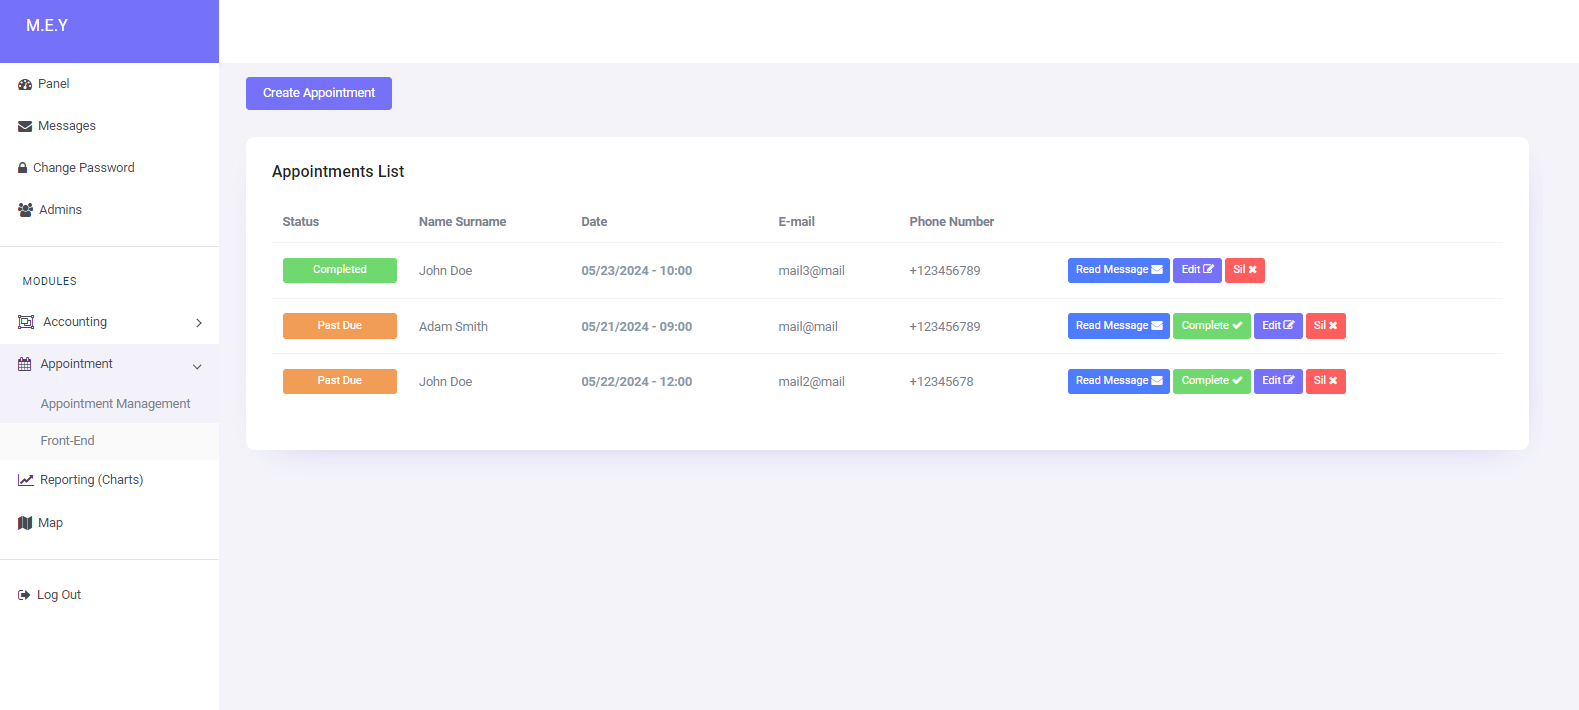 M.E.Y
Panel
Messages
Change Password
Admins
MODULES
Accounting
Appointment
Appointment Management
Front-End
Reporting (Charts)
Map
Log Out
Create Appointment
Appointments List
Status Name Surname Date E-mail Phone Number
Completed John Doe 05/23/2024 - 10:00 mail3@mail +123456789 Read Message Edit Sil
Past Due Adam Smith 05/21/2024 - 09:00 mail@mail +123456789 Read Message Complete Edit Sil
Past Due John Doe 05/22/2024 - 12:00 mail2@mail +12345678 Read Message Complete Edit Sil